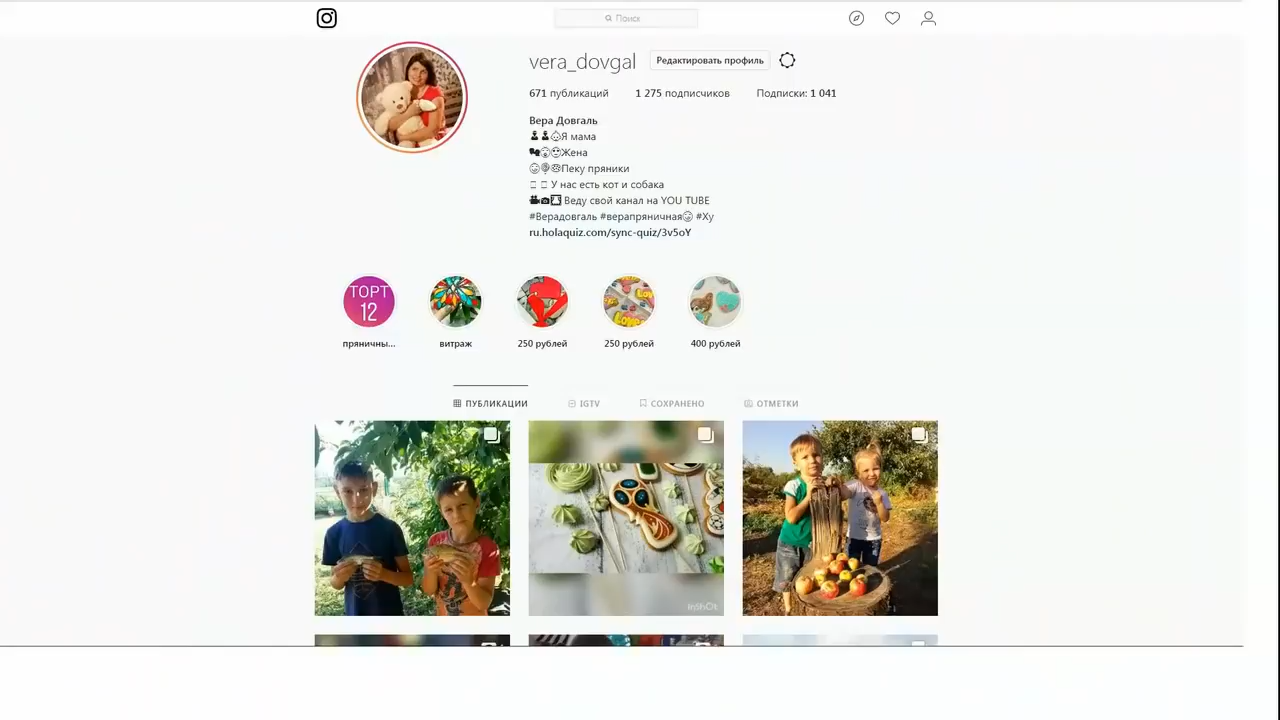 Поиск
vera_dovgal Редактировать профиль
671 публикаций 1 275 подписчиков Подписки: 1 041
Вера Довгаль
Я мама
Жена
Пеку пряники
У нас есть кот и собака
Веду свой канал на YOU TUBE
#Верадовгаль #верапряничная #Ху
ru.holaquiz.com/sync-quiz/3v5oY
ТОРТ
12
пряничны... витраж 250 рублей 250 рублей 400 рублей
ПУБЛИКАЦИИ IGTV СОХРАНЕНО ОТМЕТКИ